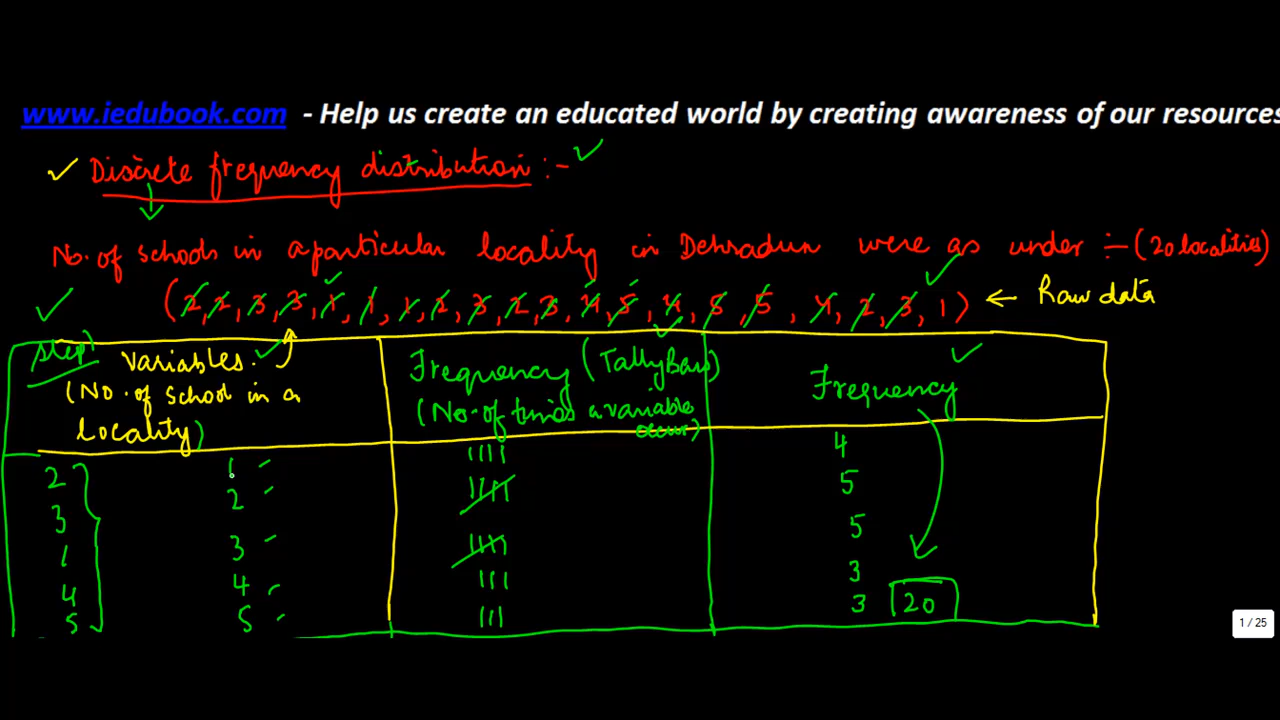 www.iedubook.com - Help us create an educated world by creating awareness of our resources
Discrete frequency distribution :-
No. of schools in a particular locality in Dehradun were as under :- (20 localities)
(2, 2, 3, 3, 1, 1, 1, 2, 3, 2, 3, 4, 5, 4, 5, 5, 4, 2, 3, 1) ← Raw data
Step1
Variables.
(No. of school in a
locality)
Frequency (Tally Bars)
(No. of times a variable
occur)
Frequency
2
3
1
4
5
1 |||| 4
2 5
3 5
4 ||| 3
5 ||| 3 20
1 / 25